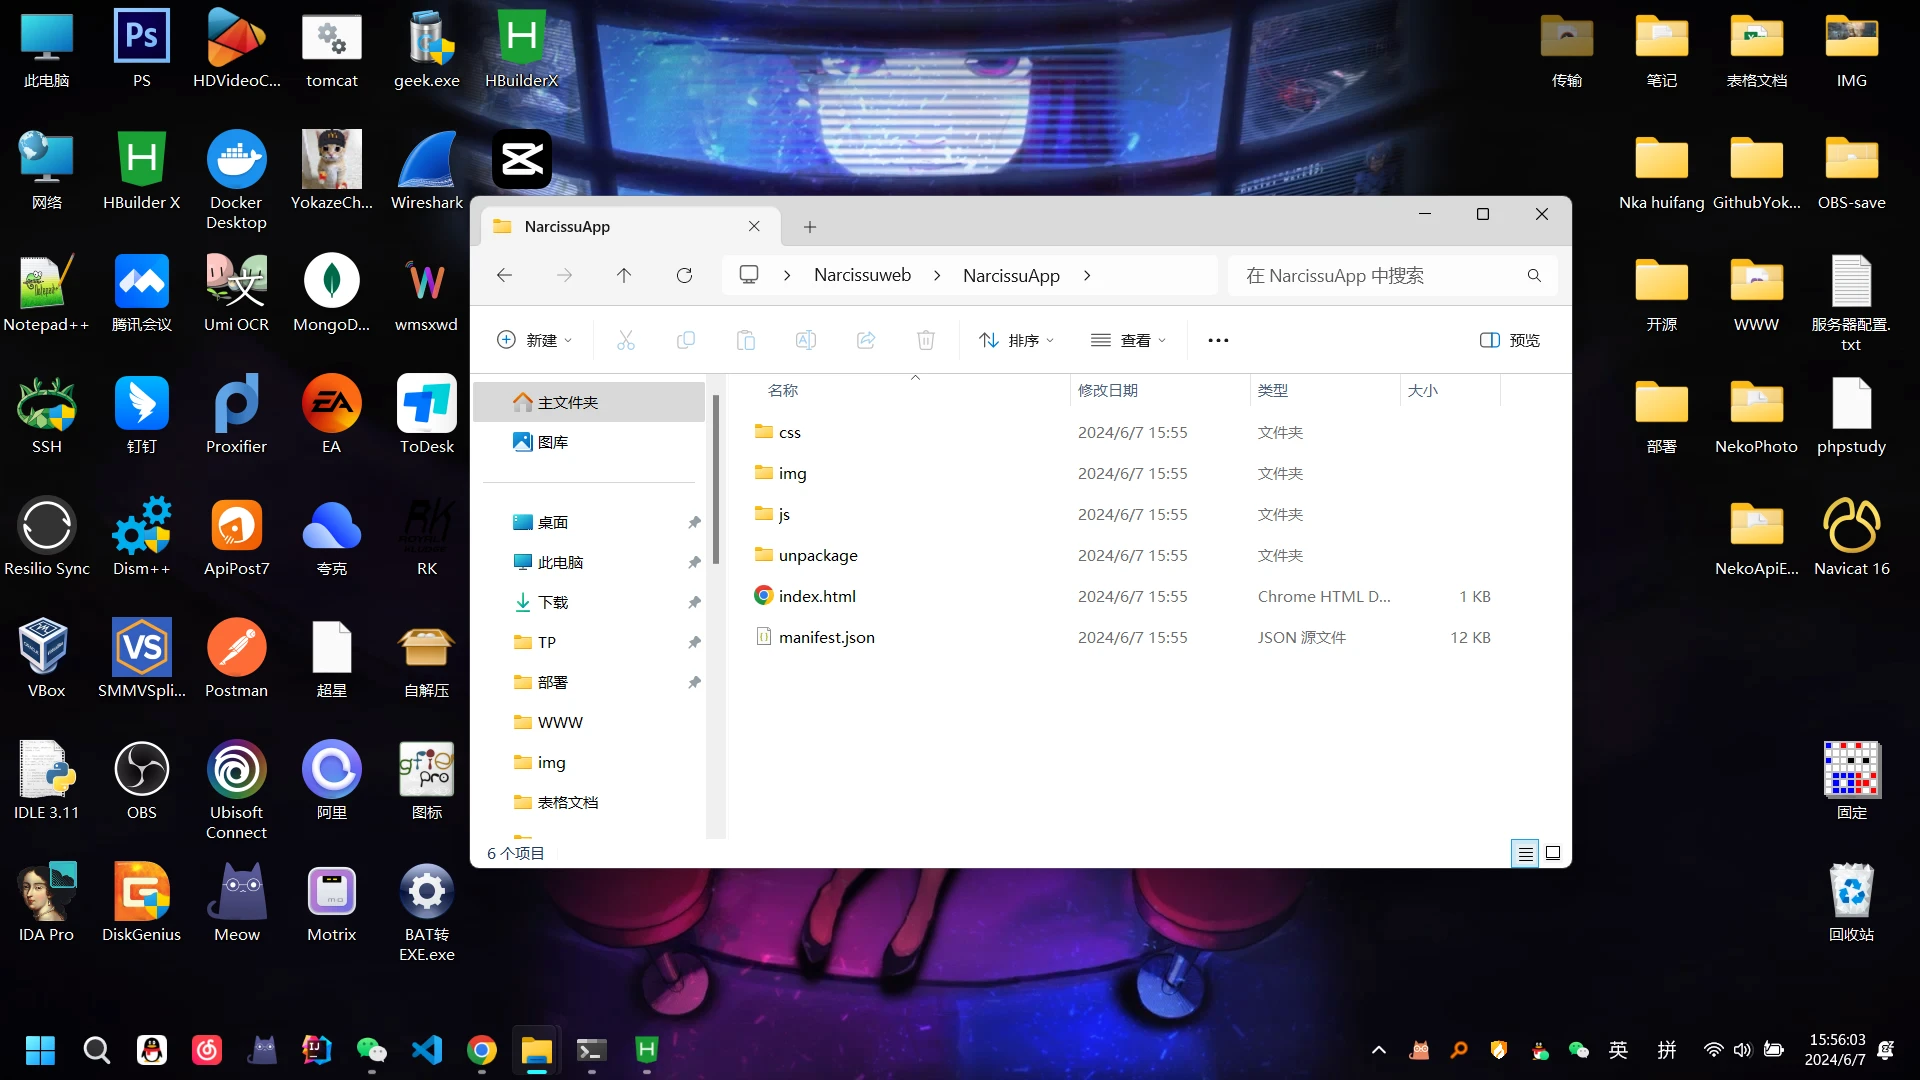 此电脑
PS
HDVideoC...
tomcat
geek.exe
HBuilderX
传输
笔记
表格文档
IMG
网络
HBuilder X
Docker
Desktop
YokazeCh...
Wireshark
Nka huifang
GithubYok...
OBS-save
Notepad++
腾讯会议
Umi OCR
MongoD...
wmsxwd
开源
WWW
服务器配置.
txt
SSH
钉钉
Proxifier
EA
ToDesk
部署
NekoPhoto
phpstudy
Resilio Sync
Dism++
ApiPost7
夸克
RK
NekoApiE...
Navicat 16
VBox
SMMVSpli...
Postman
超星
自解压
IDLE 3.11
OBS
Ubisoft
Connect
阿里
图标
固定
IDA Pro
DiskGenius
Meow
Motrix
BAT转
EXE.exe
回收站
NarcissuApp
Narcissuweb
NarcissuApp
在 NarcissuApp 中搜索
新建
排序
查看
预览
主文件夹
图库
桌面
此电脑
下载
TP
部署
WWW
img
表格文档
名称 修改日期 类型 大小
css 2024/6/7 15:55 文件夹
img 2024/6/7 15:55 文件夹
js 2024/6/7 15:55 文件夹
unpackage 2024/6/7 15:55 文件夹
index.html 2024/6/7 15:55 Chrome HTML D... 1 KB
manifest.json 2024/6/7 15:55 JSON 源文件 12 KB
6 个项目
英
拼
15:56:03
2024/6/7